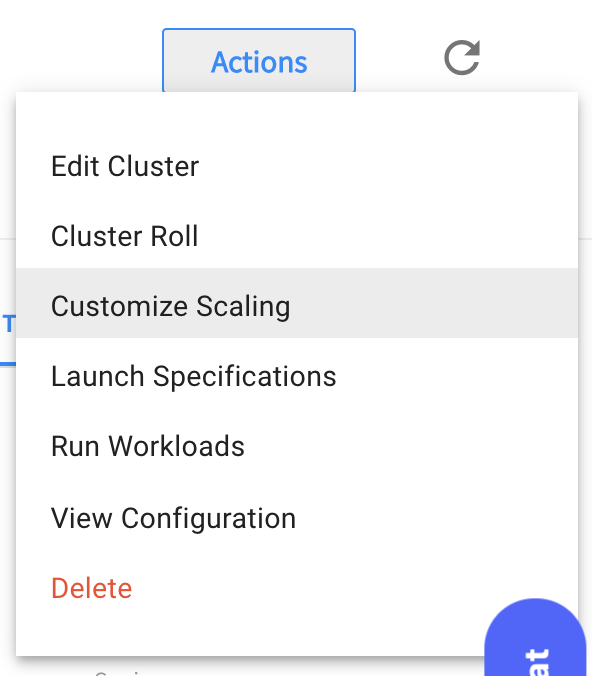 Actions
Edit Cluster
Cluster Roll
Customize Scaling
T
Launch Specifications
Run Workloads
View Configuration
Delete
at